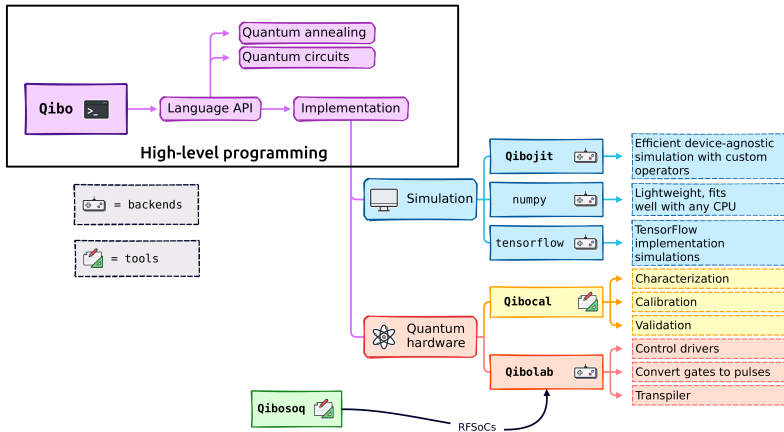 Quantum annealing
Quantum circuits
Qibo
>_
Language API
Implementation
High-level programming
= backends
= tools
Simulation
Qibojit
Efficient device-agnostic
simulation with custom
operators
numpy
Lightweight, fits
well with any CPU
tensorflow
TensorFlow
implementation
simulations
Quantum
hardware
Qibocal
Characterization
Calibration
Validation
Qibolab
Control drivers
Convert gates to pulses
Transpiler
Qibosoq
RFSoCs